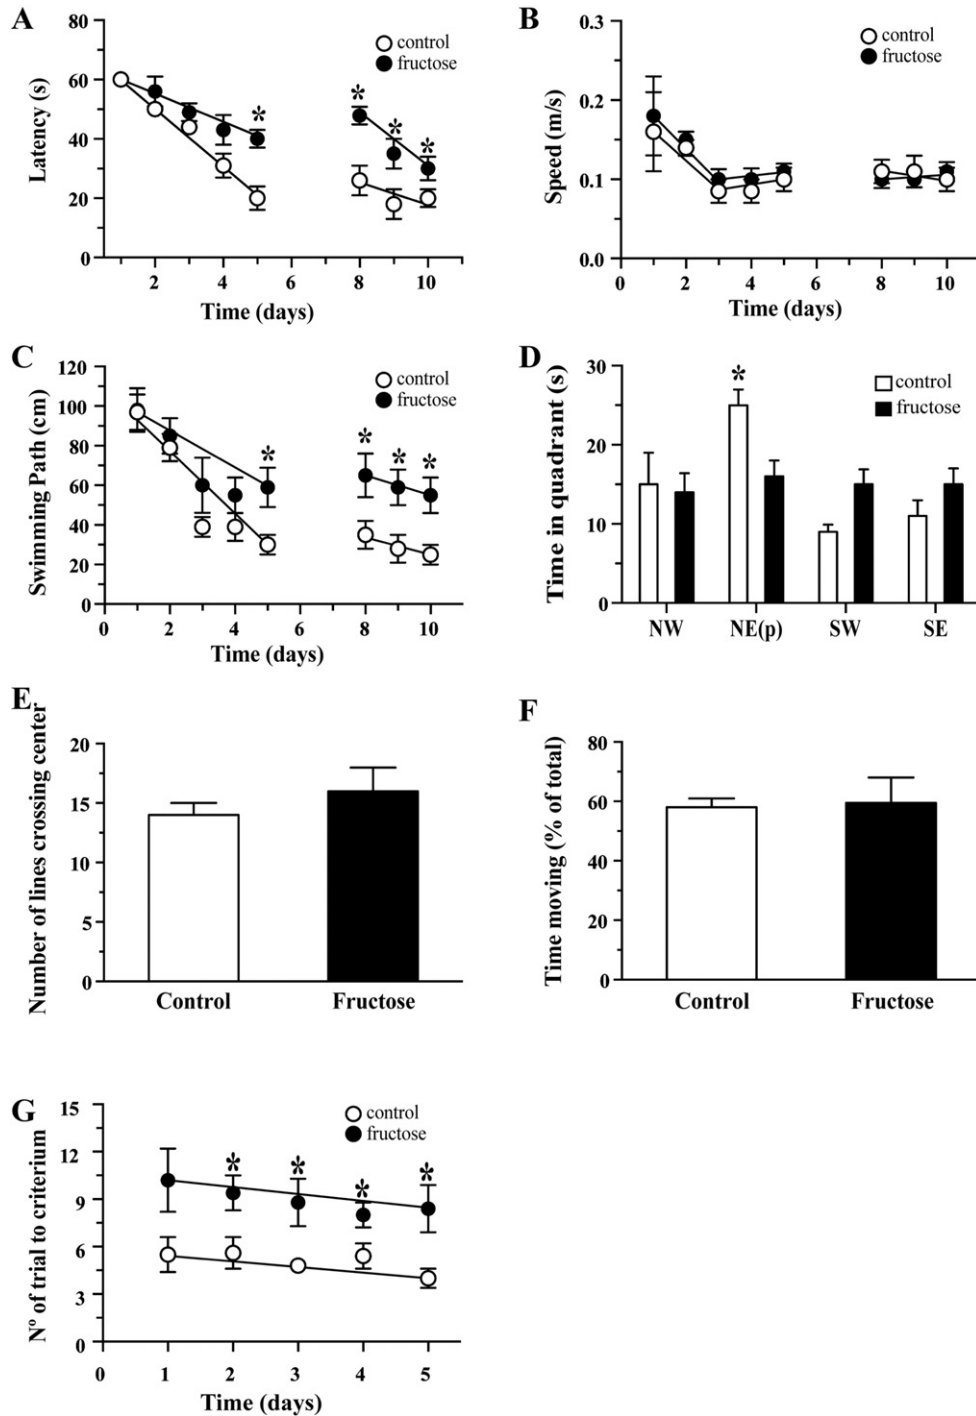 A
Latency (s)
80
60
40
20
0
control
fructose
*
*
*
*
2
4
6
8
10
Time (days)
B
Speed (m/s)
0.3
0.2
0.1
0.0
control
fructose
0
2
4
6
8
10
Time (days)
C
Swimming Path (cm)
120
100
80
60
40
20
0
control
fructose
*
*
*
*
0
2
4
6
8
10
Time (days)
D
Time in quadrant (s)
30
20
10
0
*
control
fructose
NW
NE(p)
SW
SE
E
Number of lines crossing center
20
15
10
5
0
Control
Fructose
F
Time moving (% of total)
80
60
40
20
0
Control
Fructose
G
Nº of trial to criterium
15
12
9
6
3
0
control
fructose
*
*
*
*
0
1
2
3
4
5
Time (days)